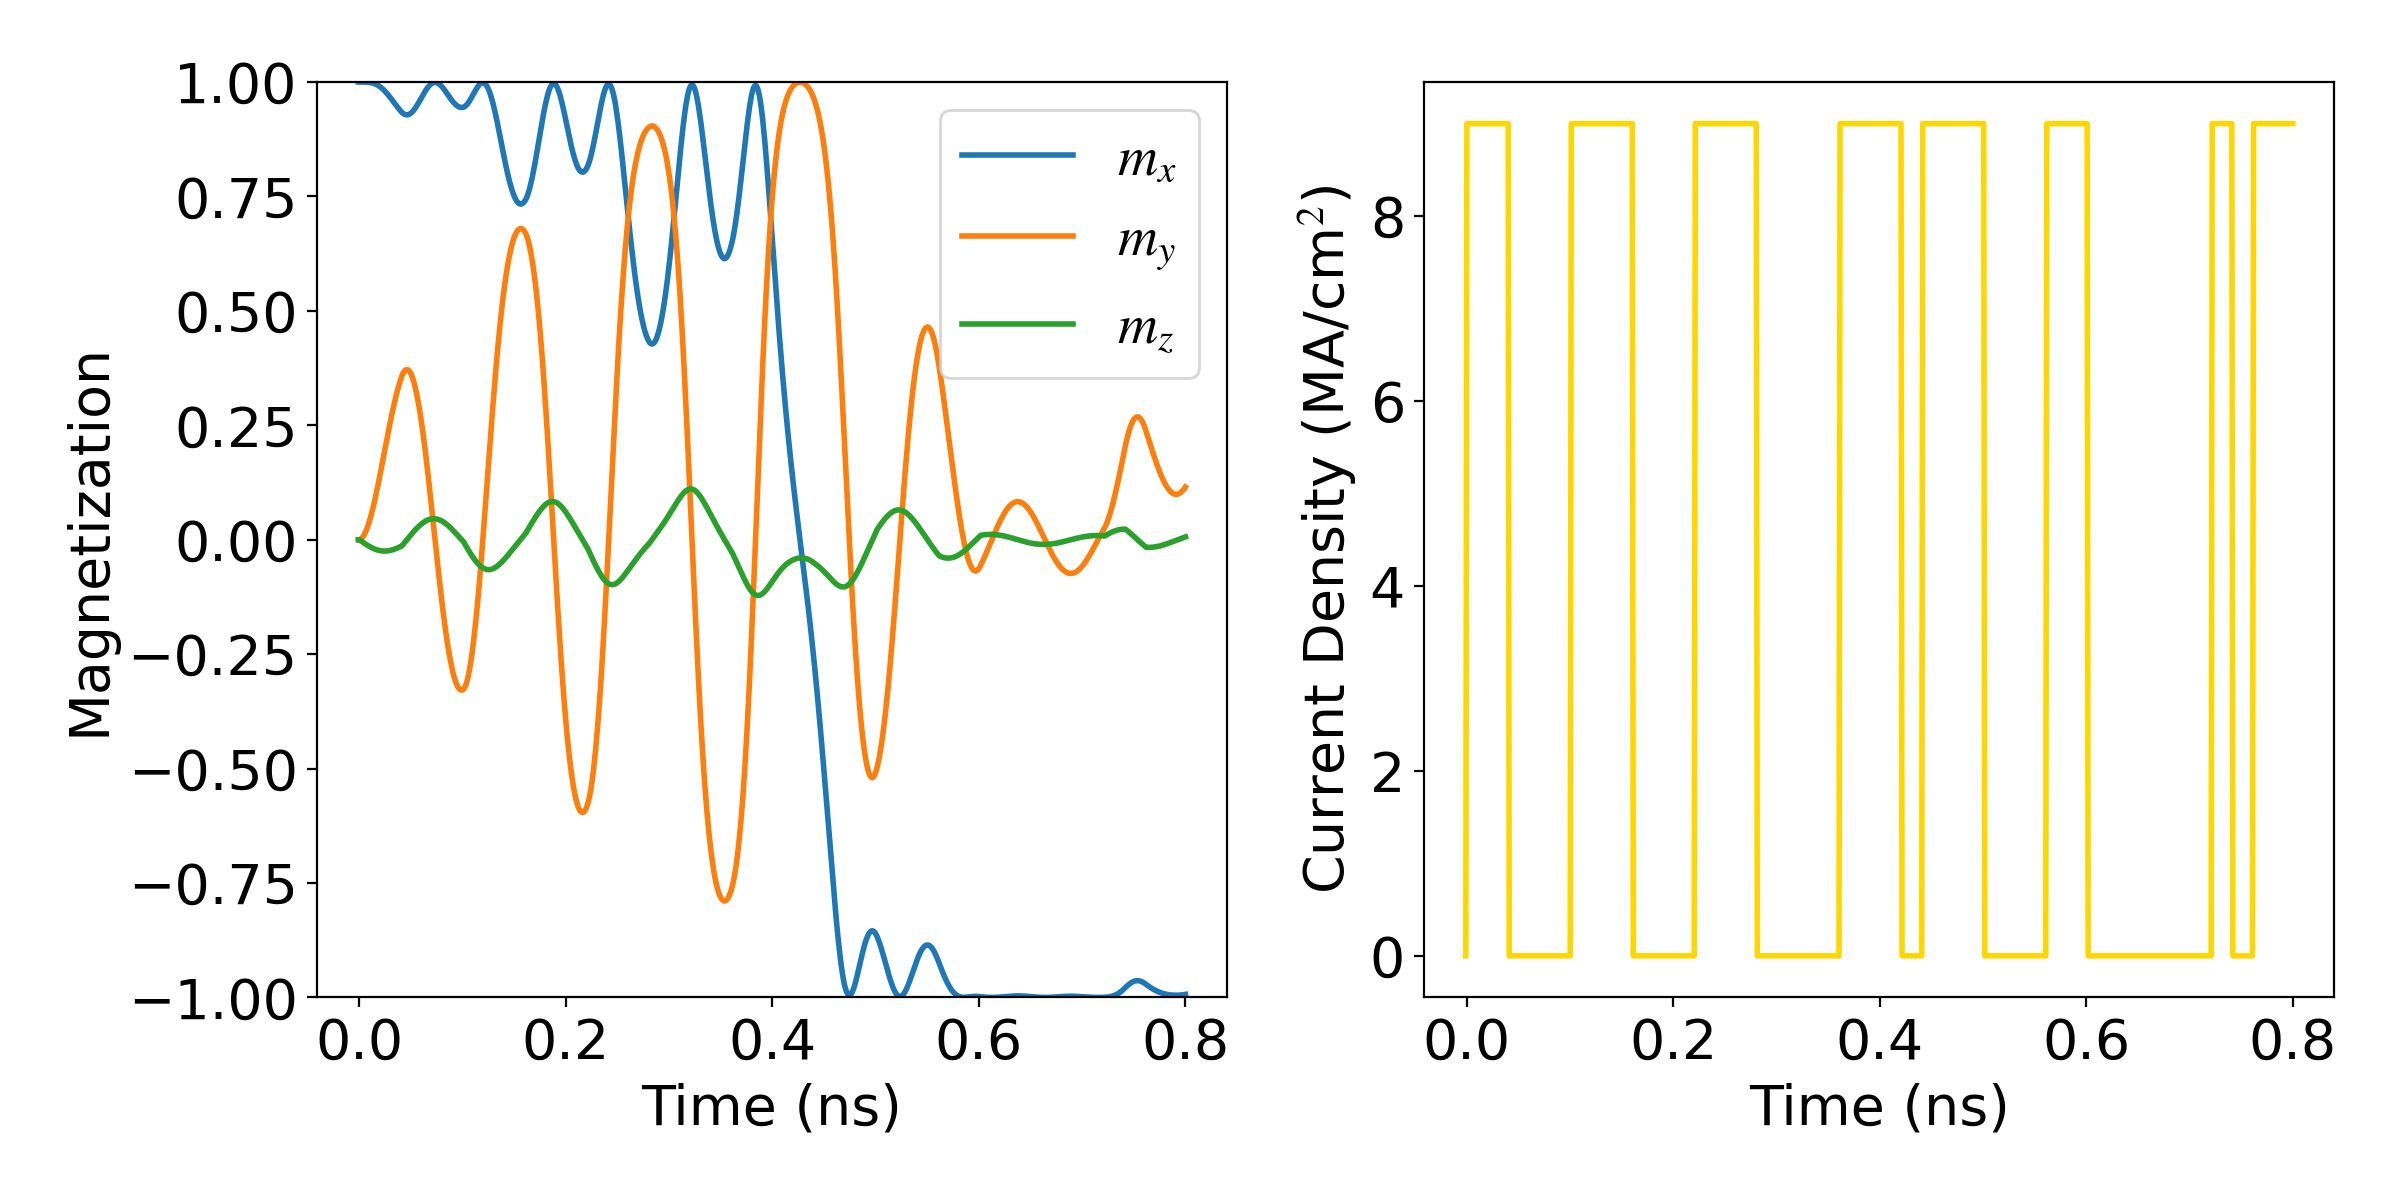 1.00
0.75
0.50
0.25
0.00
−0.25
−0.50
−0.75
−1.00
Magnetization
0.0 0.2 0.4 0.6 0.8
Time (ns)
m_x
m_y
m_z
8
6
4
2
0
Current Density (MA/cm²)
0.0 0.2 0.4 0.6 0.8
Time (ns)